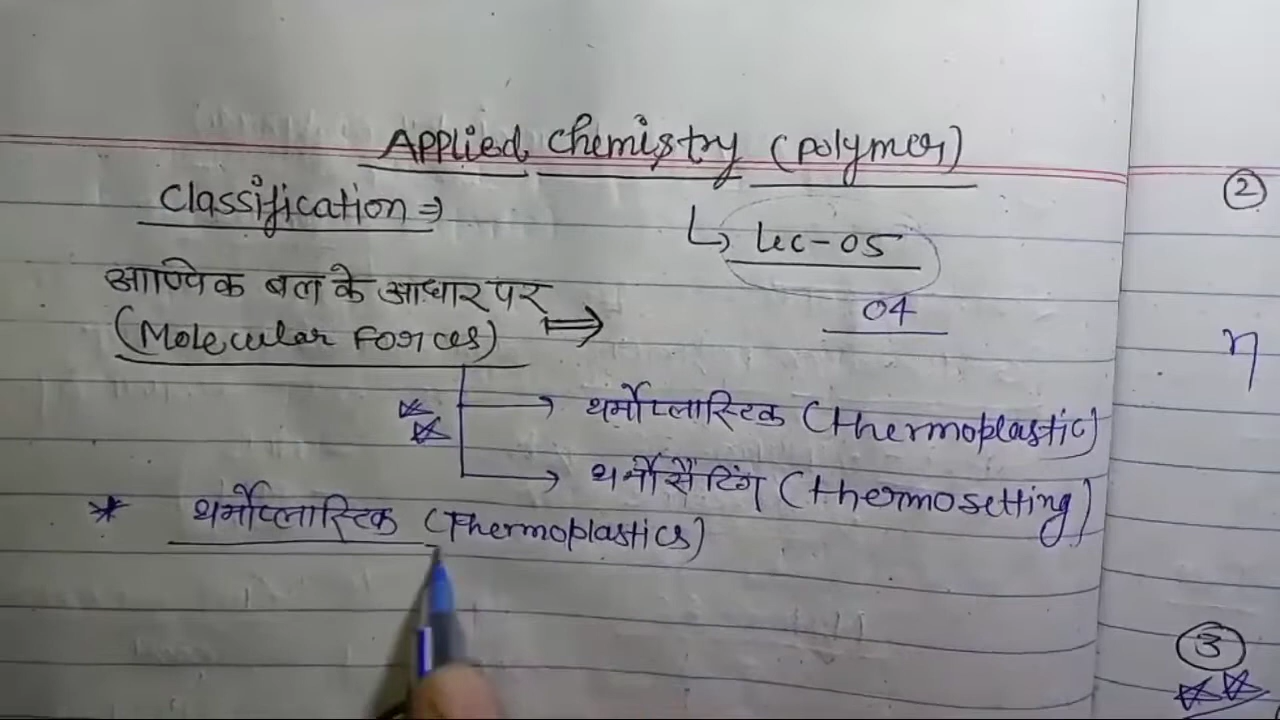 Applied Chemistry (polymer)
Classification ⇒
↳ Lec-05
04
आण्विक बल के आधार पर
(Molecular Forces) ⇒
→ थर्मोप्लास्टिक (thermoplastic)
→ थर्मोसैटिंग (thermosetting)
* थर्मोप्लास्टिक (Thermoplastics)
2
η
3